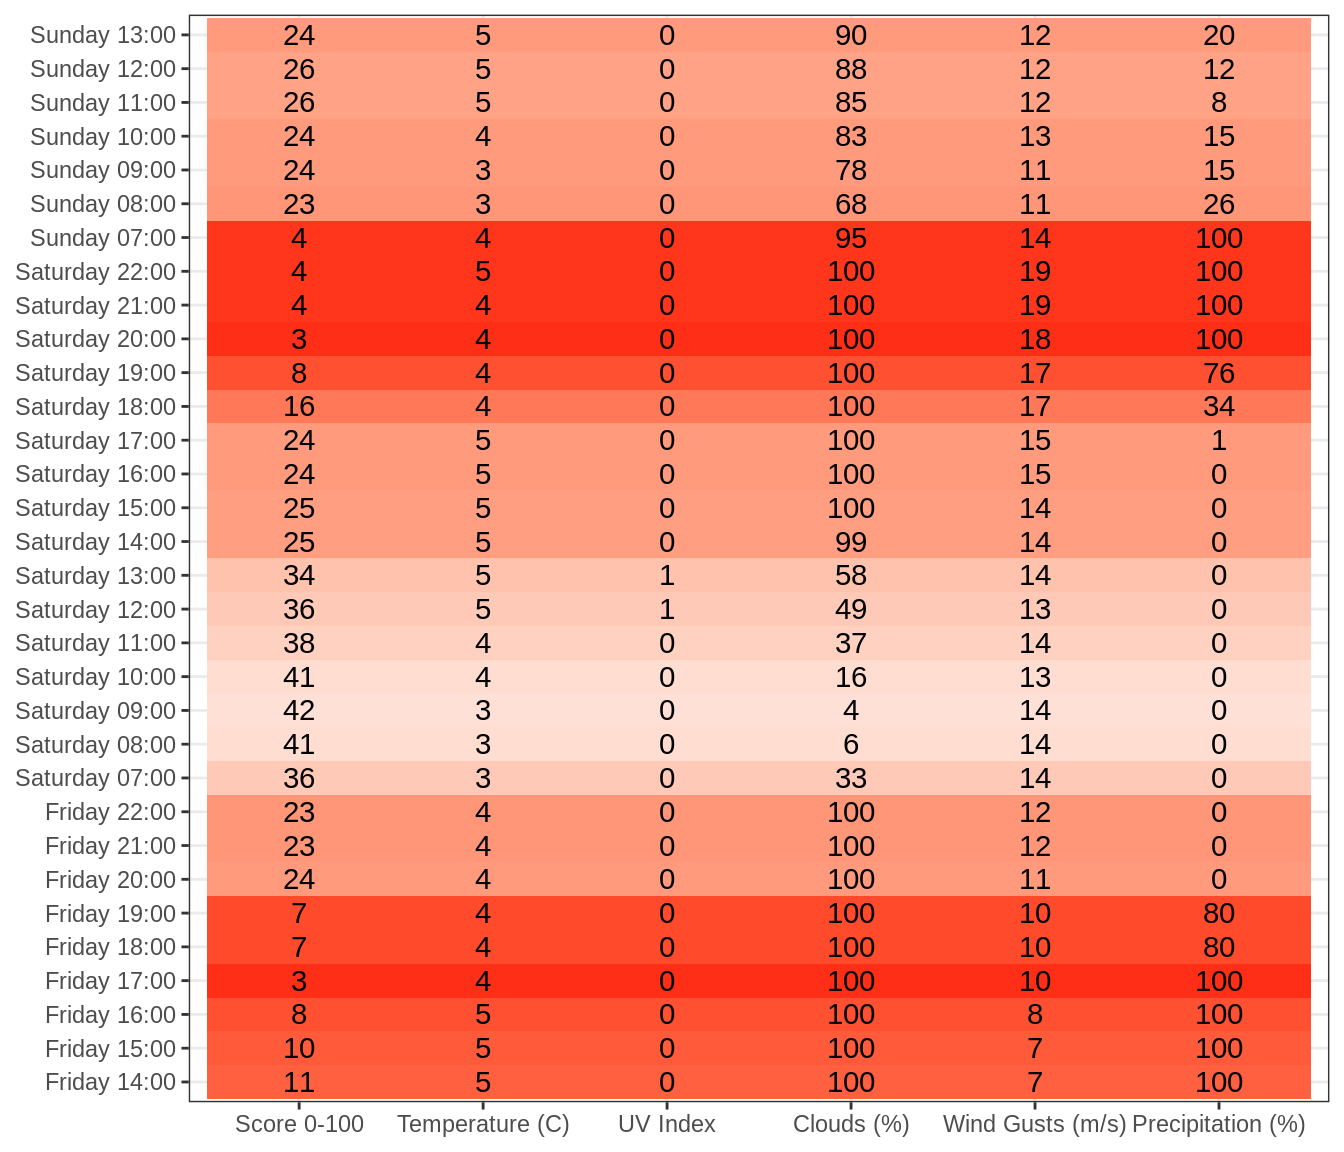 Sunday 13:00 24 5 0 90 12 20
Sunday 12:00 26 5 0 88 12 12
Sunday 11:00 26 5 0 85 12 8
Sunday 10:00 24 4 0 83 13 15
Sunday 09:00 24 3 0 78 11 15
Sunday 08:00 23 3 0 68 11 26
Sunday 07:00 4 4 0 95 14 100
Saturday 22:00 4 5 0 100 19 100
Saturday 21:00 4 4 0 100 19 100
Saturday 20:00 3 4 0 100 18 100
Saturday 19:00 8 4 0 100 17 76
Saturday 18:00 16 4 0 100 17 34
Saturday 17:00 24 5 0 100 15 1
Saturday 16:00 24 5 0 100 15 0
Saturday 15:00 25 5 0 100 14 0
Saturday 14:00 25 5 0 99 14 0
Saturday 13:00 34 5 1 58 14 0
Saturday 12:00 36 5 1 49 13 0
Saturday 11:00 38 4 0 37 14 0
Saturday 10:00 41 4 0 16 13 0
Saturday 09:00 42 3 0 4 14 0
Saturday 08:00 41 3 0 6 14 0
Saturday 07:00 36 3 0 33 14 0
Friday 22:00 23 4 0 100 12 0
Friday 21:00 23 4 0 100 12 0
Friday 20:00 24 4 0 100 11 0
Friday 19:00 7 4 0 100 10 80
Friday 18:00 7 4 0 100 10 80
Friday 17:00 3 4 0 100 10 100
Friday 16:00 8 5 0 100 8 100
Friday 15:00 10 5 0 100 7 100
Friday 14:00 11 5 0 100 7 100
Score 0-100 Temperature (C) UV Index Clouds (%) Wind Gusts (m/s) Precipitation (%)